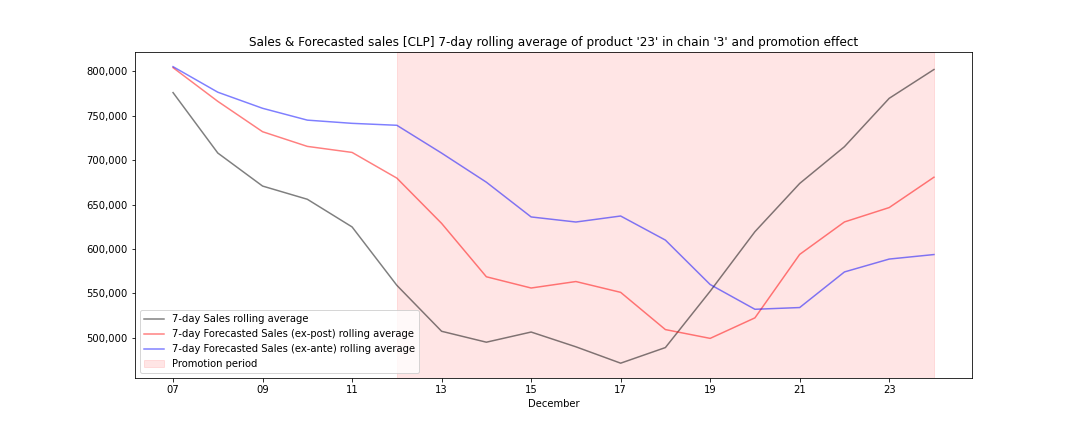 Sales & Forecasted sales [CLP] 7-day rolling average of product '23' in chain '3' and promotion effect
800,000
750,000
700,000
650,000
600,000
550,000
500,000
7-day Sales rolling average
7-day Forecasted Sales (ex-post) rolling average
7-day Forecasted Sales (ex-ante) rolling average
Promotion period
07 09 11 13 15 17 19 21 23
December